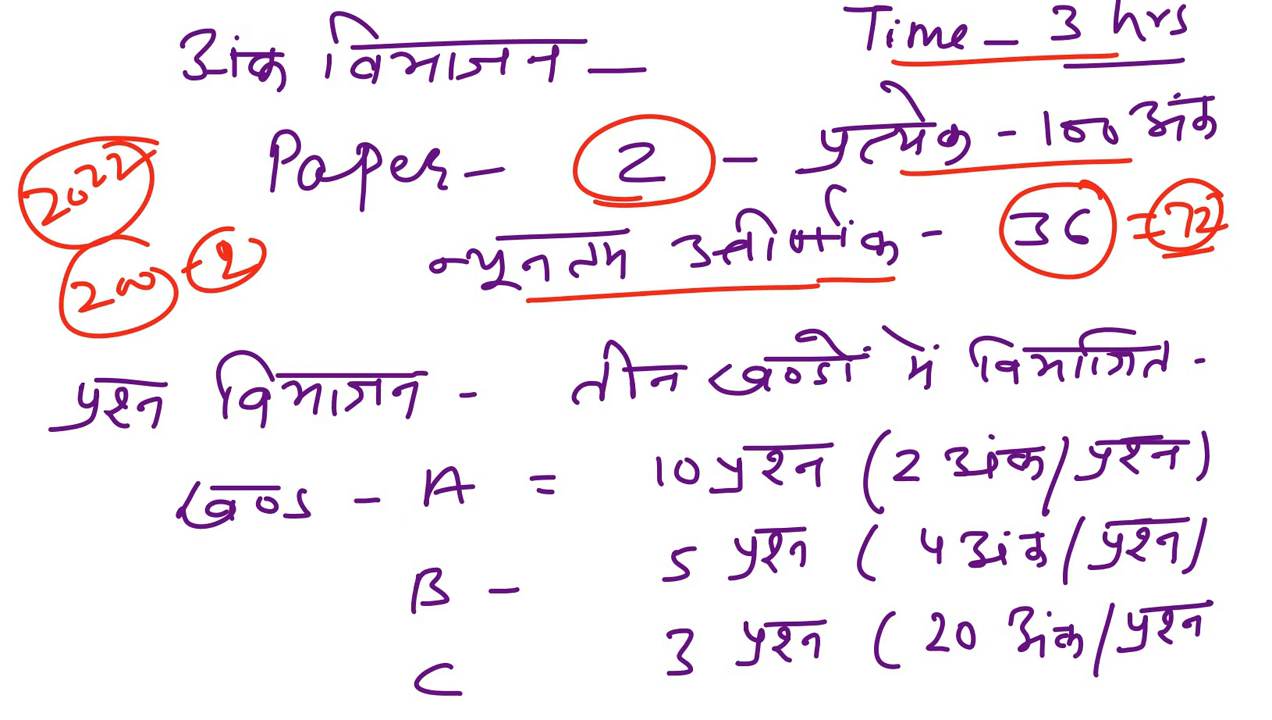 अंक विभाजन — Time - 3 hrs
Paper - 2 - प्रत्येक - 100 अंक
2022
न्यूनतम उत्तीर्णांक - 36 = 72
200 - 2
प्रश्न विभाजन - तीन खण्डों में विभाजित -
खण्ड - A = 10 प्रश्न (2 अंक/प्रश्न)
B - 5 प्रश्न (4 अंक/प्रश्न)
C 3 प्रश्न (20 अंक/प्रश्न